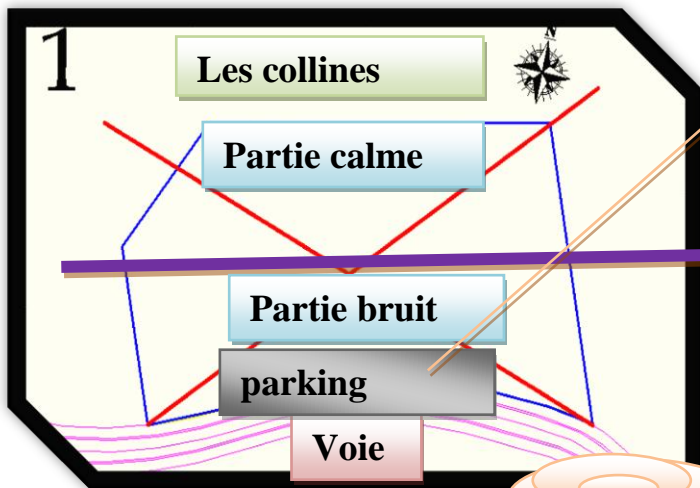 1
N
Les collines
Partie calme
Partie bruit
parking
Voie